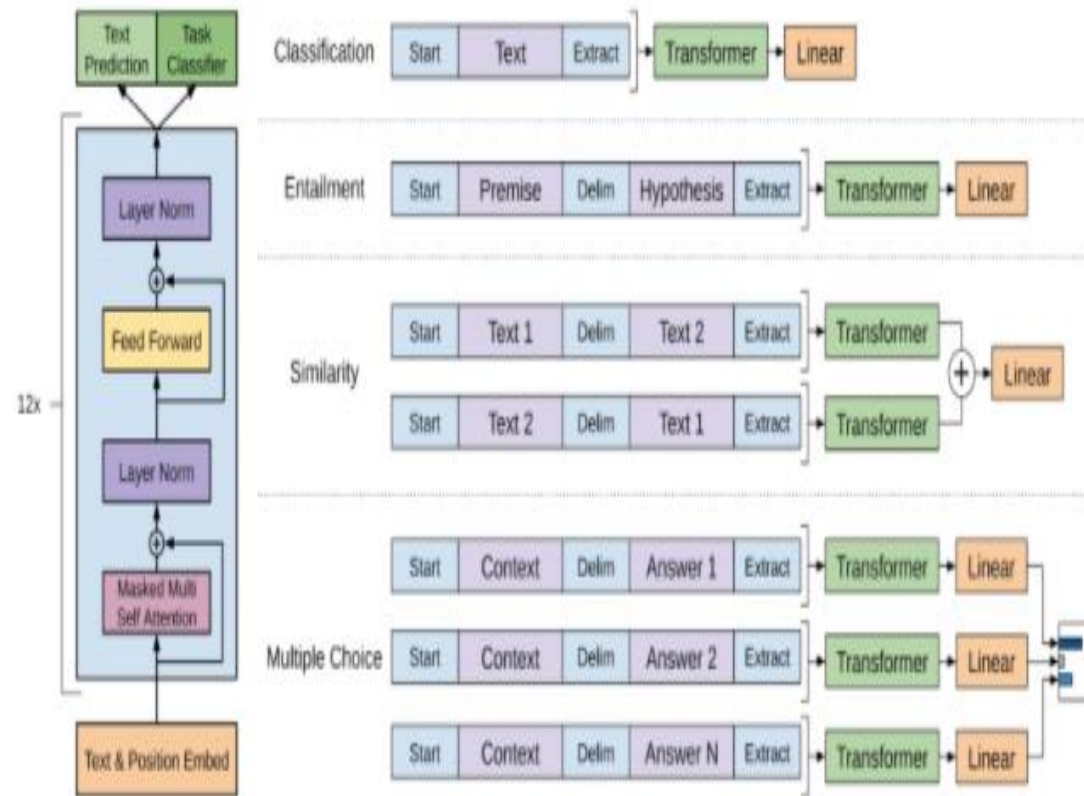 Text
Prediction
Task
Classifier
Layer Norm
+
Feed Forward
12x
Layer Norm
+
Masked Multi
Self Attention
Text & Position Embed
Classification
Start Text Extract Transformer Linear
Entailment
Start Premise Delim Hypothesis Extract Transformer Linear
Similarity
Start Text 1 Delim Text 2 Extract Transformer
+ Linear
Start Text 2 Delim Text 1 Extract Transformer
Multiple Choice
Start Context Delim Answer 1 Extract Transformer Linear
Start Context Delim Answer 2 Extract Transformer Linear
Start Context Delim Answer N Extract Transformer Linear